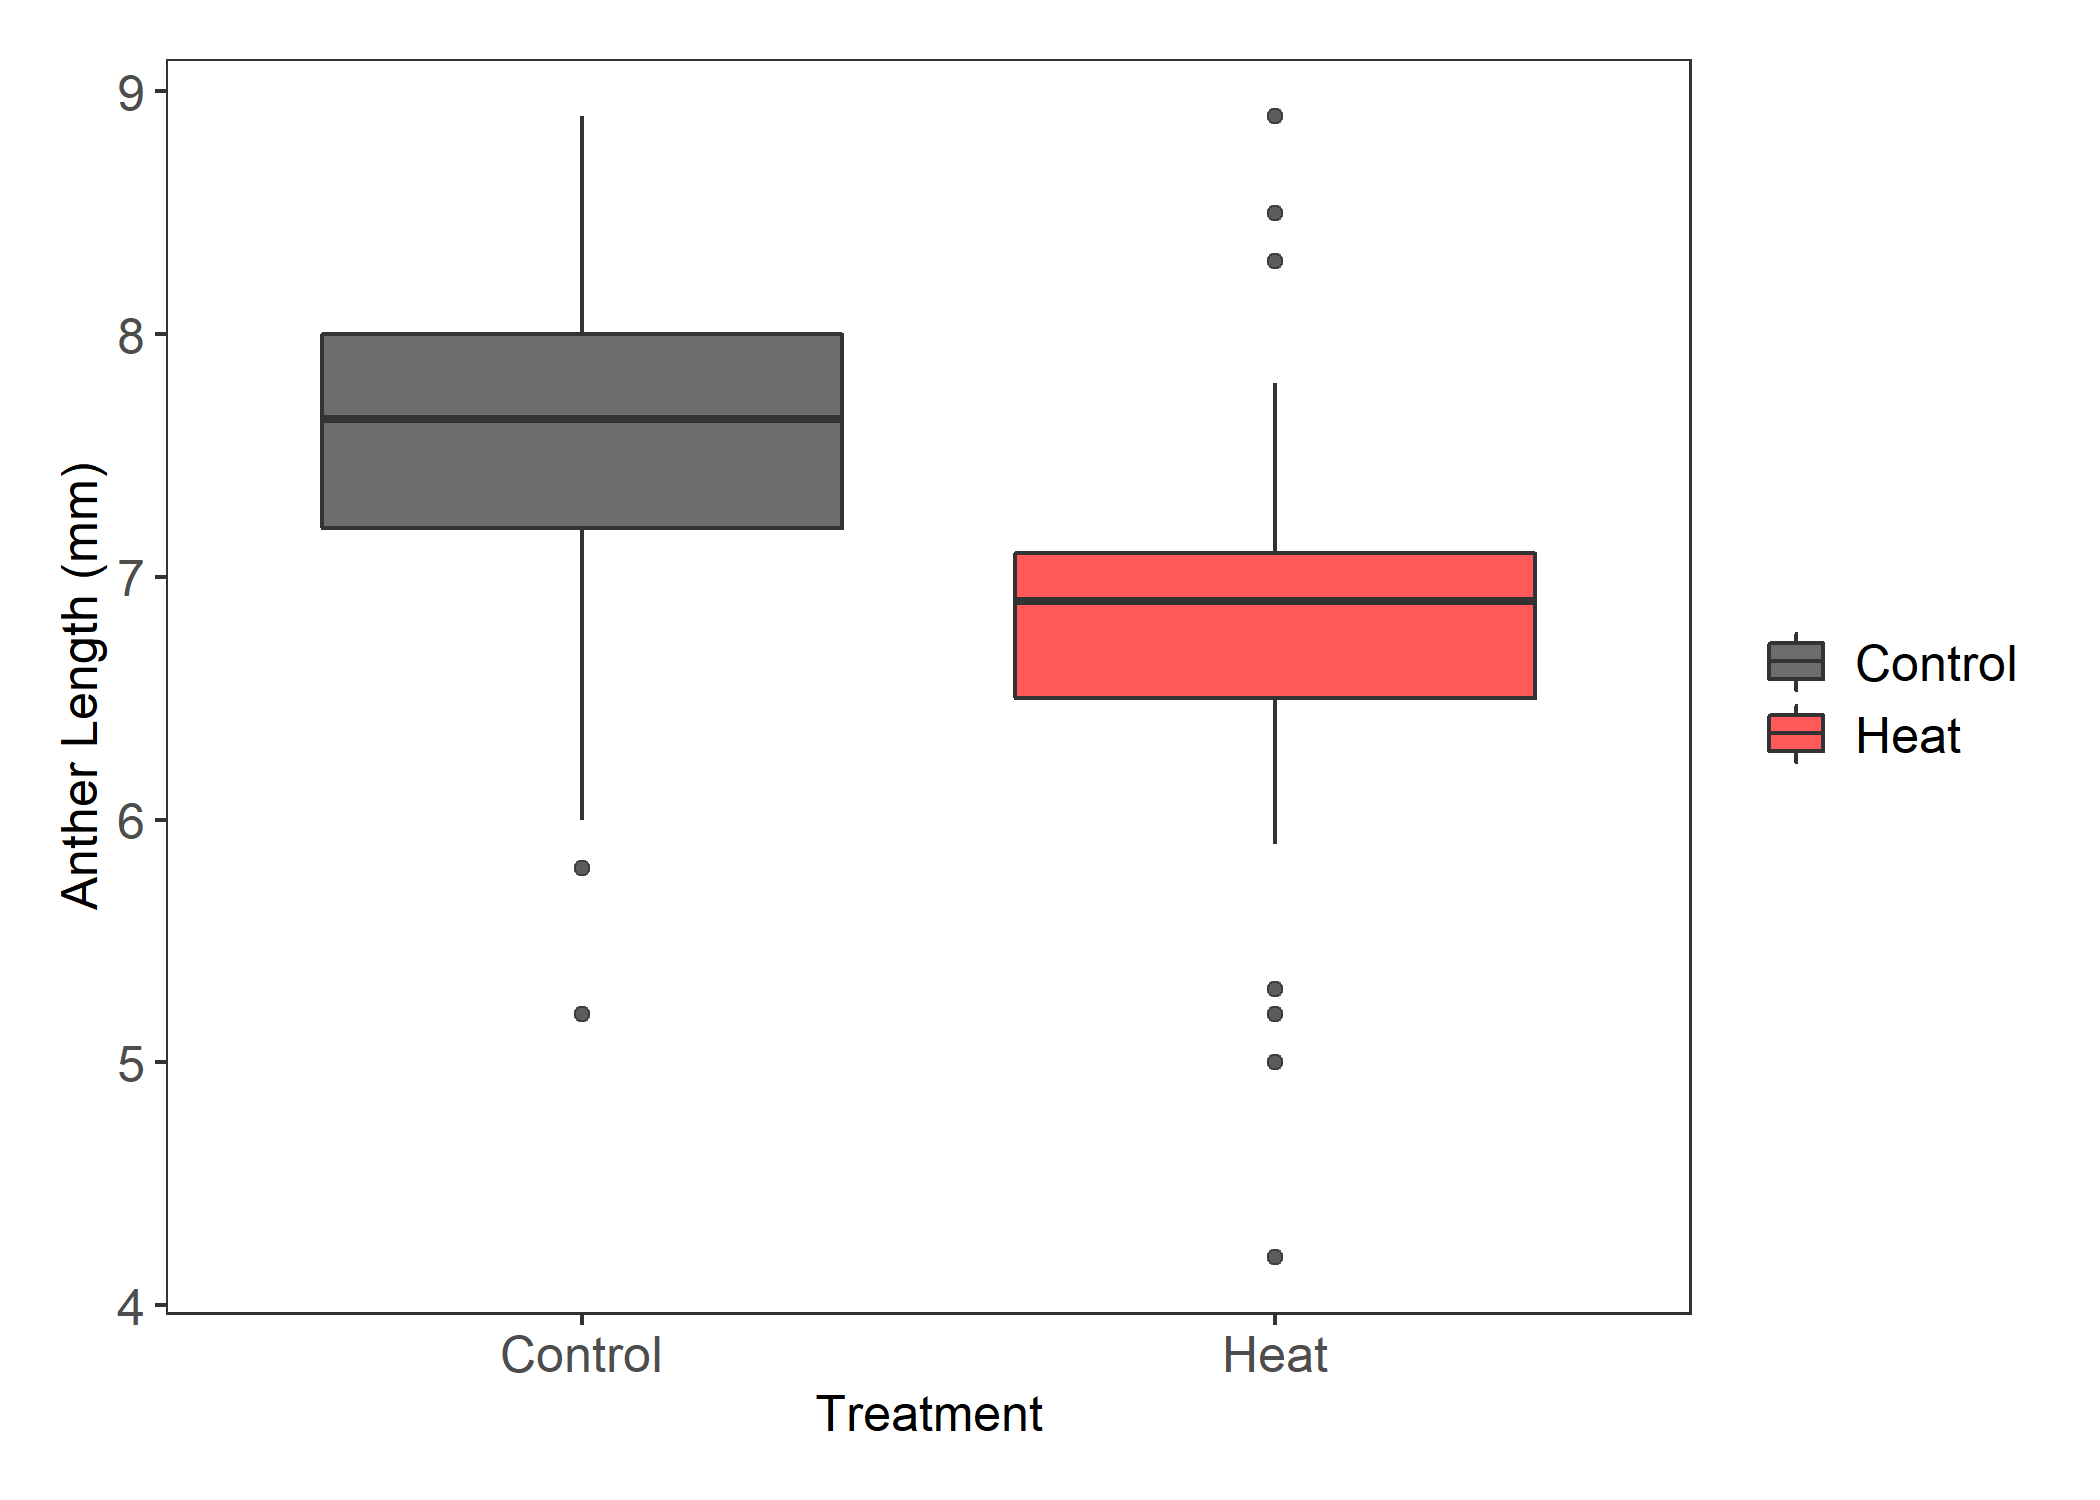 9
8
7
6
5
4
Anther Length (mm)
Control
Heat
Treatment
Control
Heat